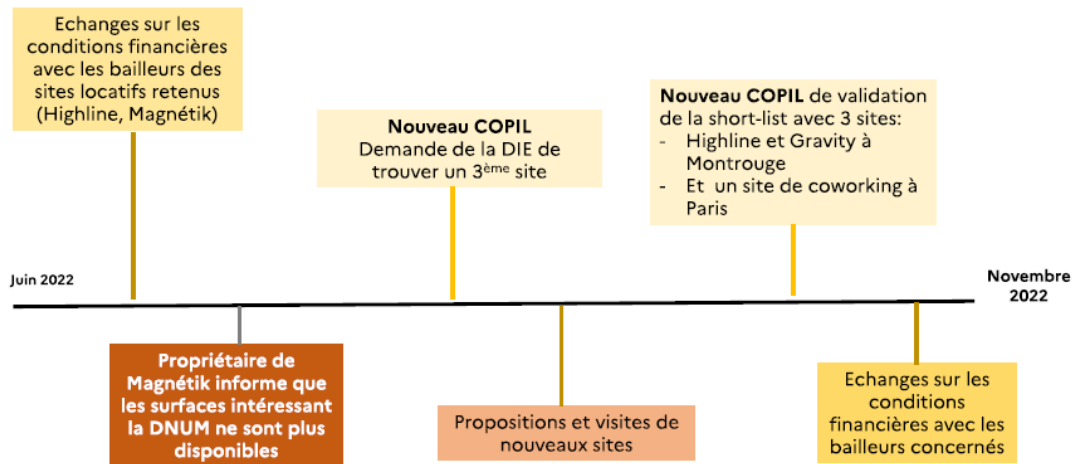 Echanges sur les
conditions financières
avec les bailleurs des
sites locatifs retenus
(Highline, Magnétik)
Nouveau COPIL
Demande de la DIE de
trouver un 3ème site
Nouveau COPIL de validation
de la short-list avec 3 sites:
- Highline et Gravity à
Montrouge
- Et un site de coworking à
Paris
Juin 2022
Novembre
2022
Propriétaire de
Magnétik informe que
les surfaces intéressant
la DNUM ne sont plus
disponibles
Propositions et visites de
nouveaux sites
Echanges sur les
conditions
financières avec les
bailleurs concernés